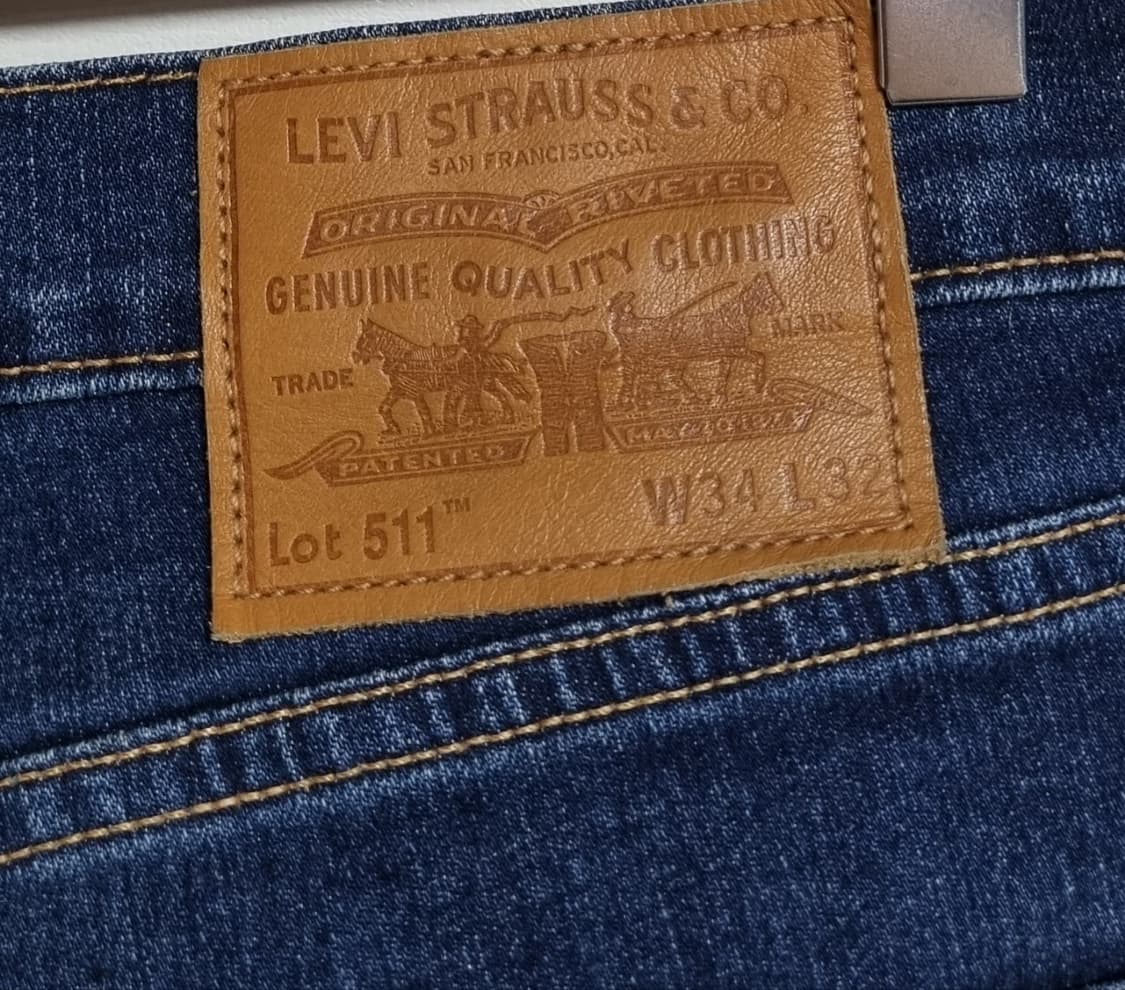 LEVI STRAUSS & CO.
SAN FRANCISCO,CAL.
ORIGINAL RIVETED
GENUINE QUALITY CLOTHING
TRADE MARK
PATENTED MAY 20 1873
Lot 511™ W34 L32